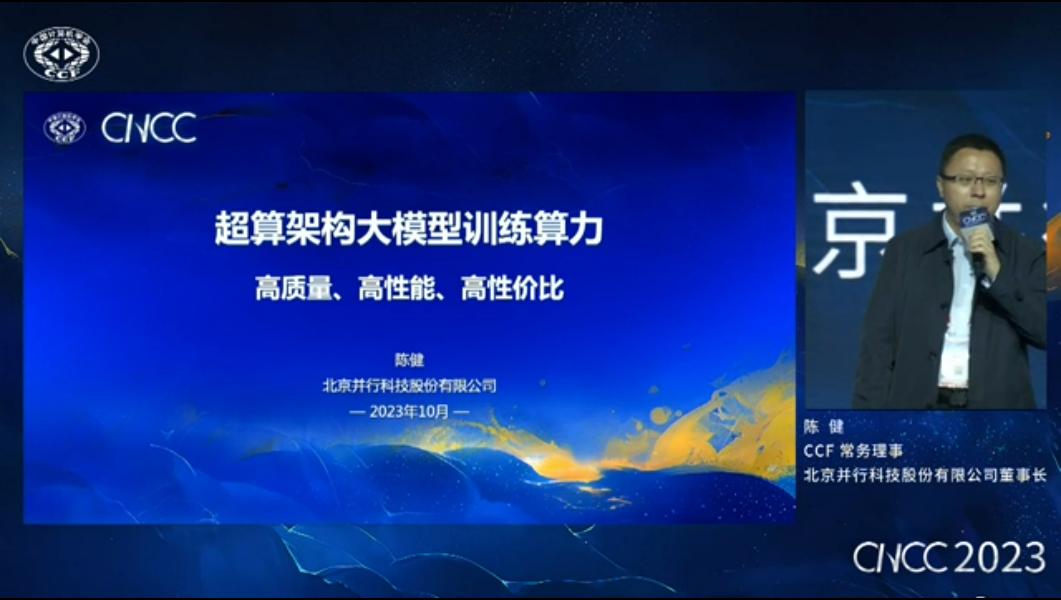 中国计算机学会
CCF
CCF
CNCC
超算架构大模型训练算力
高质量、高性能、高性价比
陈健
北京并行科技股份有限公司
— 2023年10月 —
京
CNCC
陈 健
CCF 常务理事
北京并行科技股份有限公司董事长
CNCC 2023